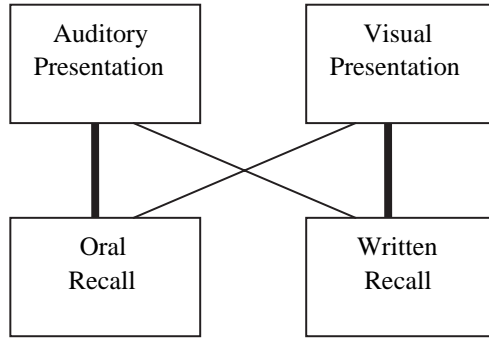 Auditory
Presentation
Visual
Presentation
Oral
Recall
Written
Recall